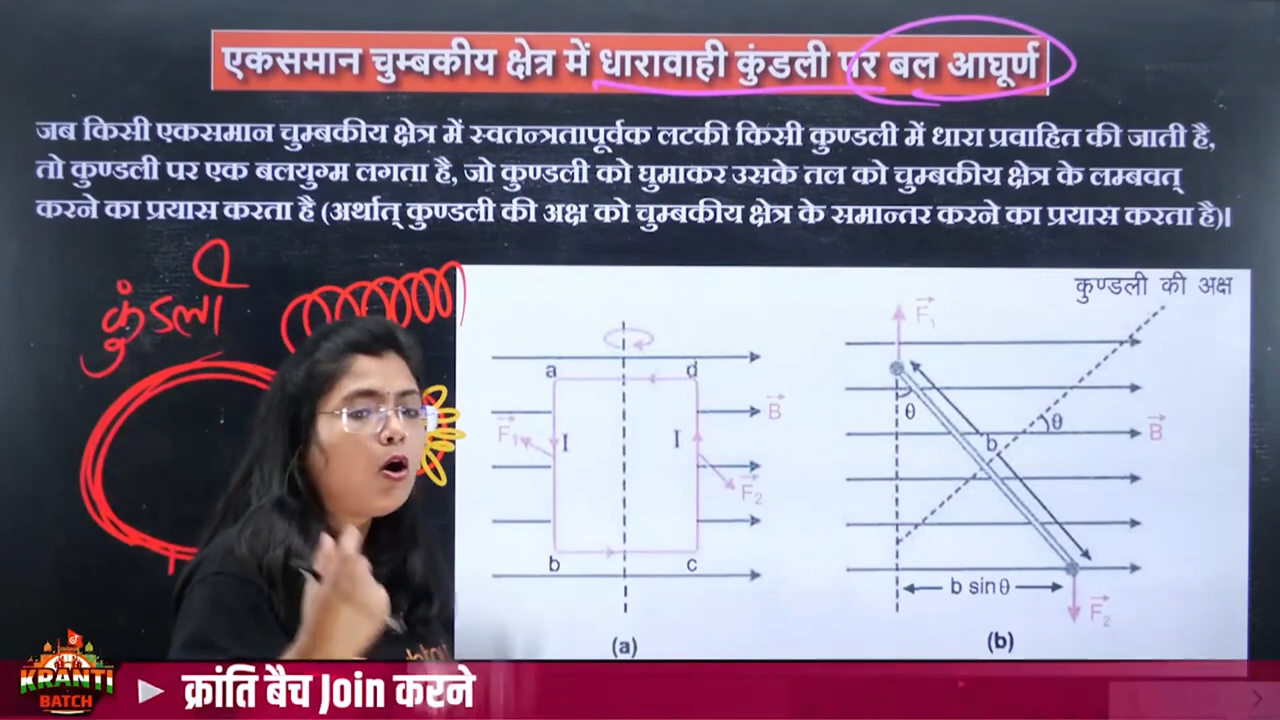 एकसमान चुम्बकीय क्षेत्र में धारावाही कुंडली पर बल आघूर्ण
जब किसी एकसमान चुम्बकीय क्षेत्र में स्वतन्त्रतापूर्वक लटकी किसी कुण्डली में धारा प्रवाहित की जाती है,
तो कुण्डली पर एक बलयुग्म लगता है, जो कुण्डली को घुमाकर उसके तल को चुम्बकीय क्षेत्र के लम्बवत्
करने का प्रयास करता है (अर्थात् कुण्डली की अक्ष को चुम्बकीय क्षेत्र के समान्तर करने का प्रयास करता है)।
कुंडली
a
d
B
F₁
I
I
F₂
b
c
(a)
कुण्डली की अक्ष
F₁
θ
θ
b
B
b sinθ
F₂
(b)
KRANTI
BATCH
क्रांति बैच Join करने